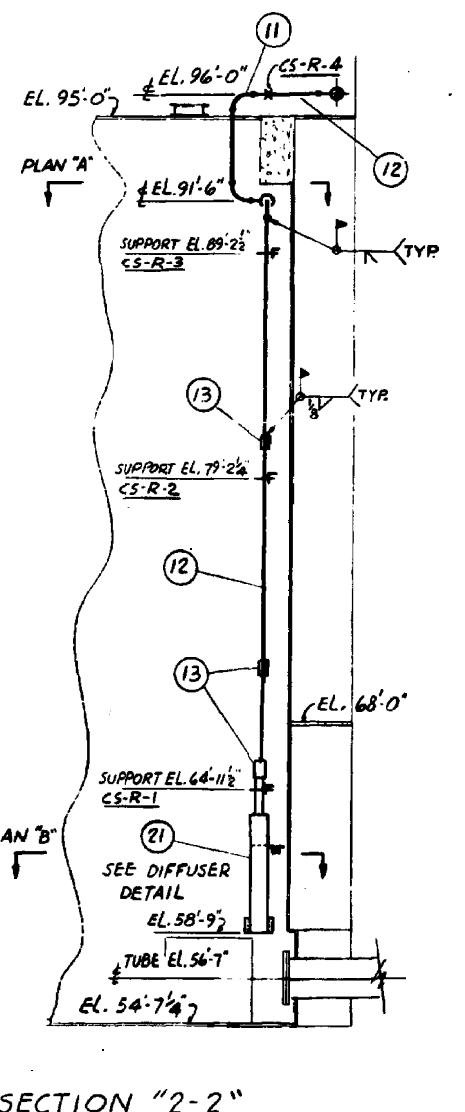 11
℄ EL. 96'-0"
CS-R-4
EL. 95'-0"
12
PLAN "A"
℄ EL. 91'-6"
SUPPORT EL. 89'-2½"
CS-R-3
TYP.
13
TYP.
1/8
SUPPORT EL. 79'-2¼"
CS-R-2
12
13
EL. 68'-0"
SUPPORT EL. 64'-11½"
CS-R-1
AN "B"
21
SEE DIFFUSER
DETAIL
EL. 58'-9"
℄ TUBE EL. 56'-7"
EL. 54'-7¼"
SECTION "2-2"